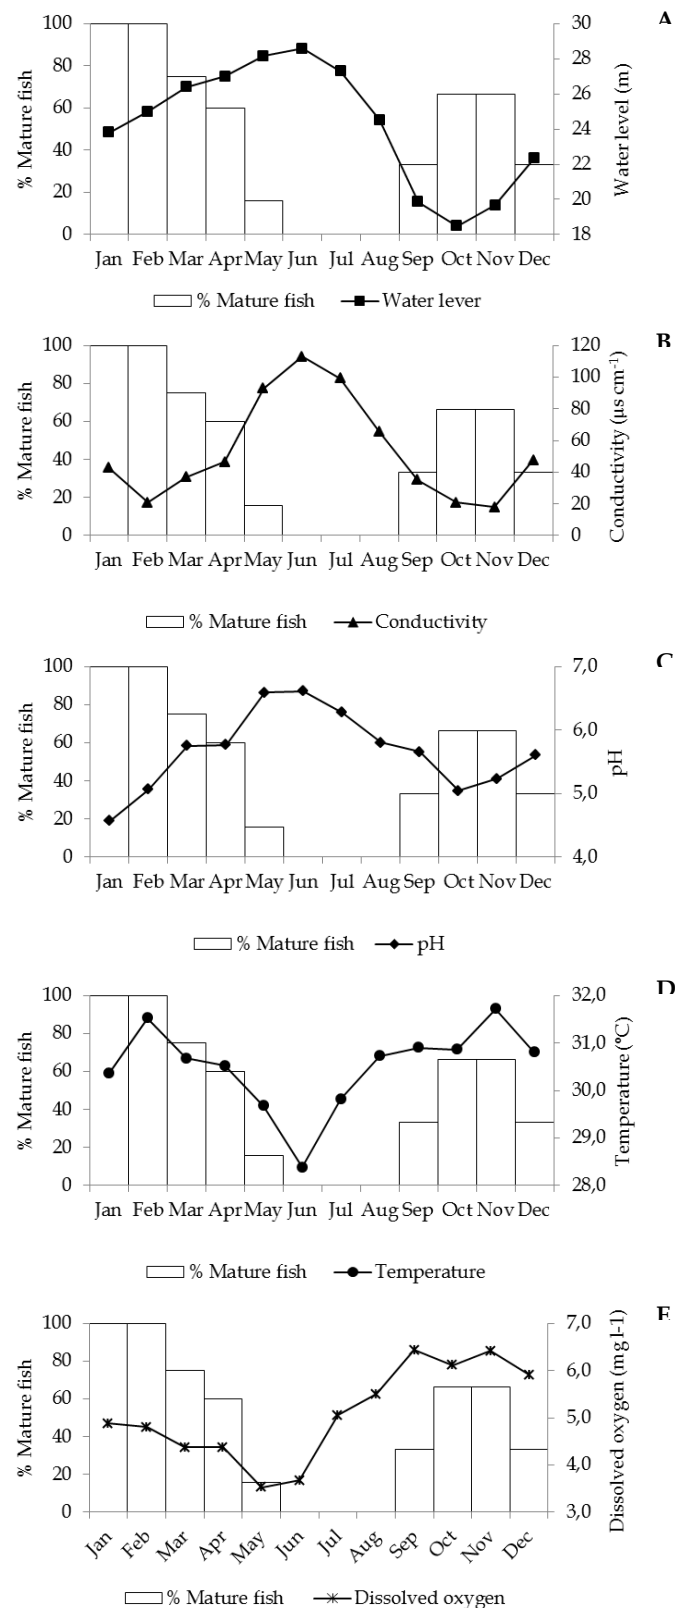 A
% Mature fish
100
80
60
40
20
0
30
28
26
24
22
20
18
Water level (m)
Jan Feb Mar Apr May Jun Jul Aug Sep Oct Nov Dec
% Mature fish Water lever
B
% Mature fish
100
80
60
40
20
0
120
100
80
60
40
20
0
Conductivity (µs cm⁻¹)
Jan Feb Mar Apr May Jun Jul Aug Sep Oct Nov Dec
% Mature fish Conductivity
C
% Mature fish
100
80
60
40
20
0
7,0
6,0
5,0
4,0
pH
Jan Feb Mar Apr May Jun Jul Aug Sep Oct Nov Dec
% Mature fish pH
D
% Mature fish
100
80
60
40
20
0
32,0
31,0
30,0
29,0
28,0
Temperature (°C)
Jan Feb Mar Apr May Jun Jul Aug Sep Oct Nov Dec
% Mature fish Temperature
E
% Mature fish
100
80
60
40
20
0
7,0
6,0
5,0
4,0
3,0
Dissolved oxygen (mg.l-1)
Jan Feb Mar Apr May Jun Jul Aug Sep Oct Nov Dec
% Mature fish Dissolved oxygen